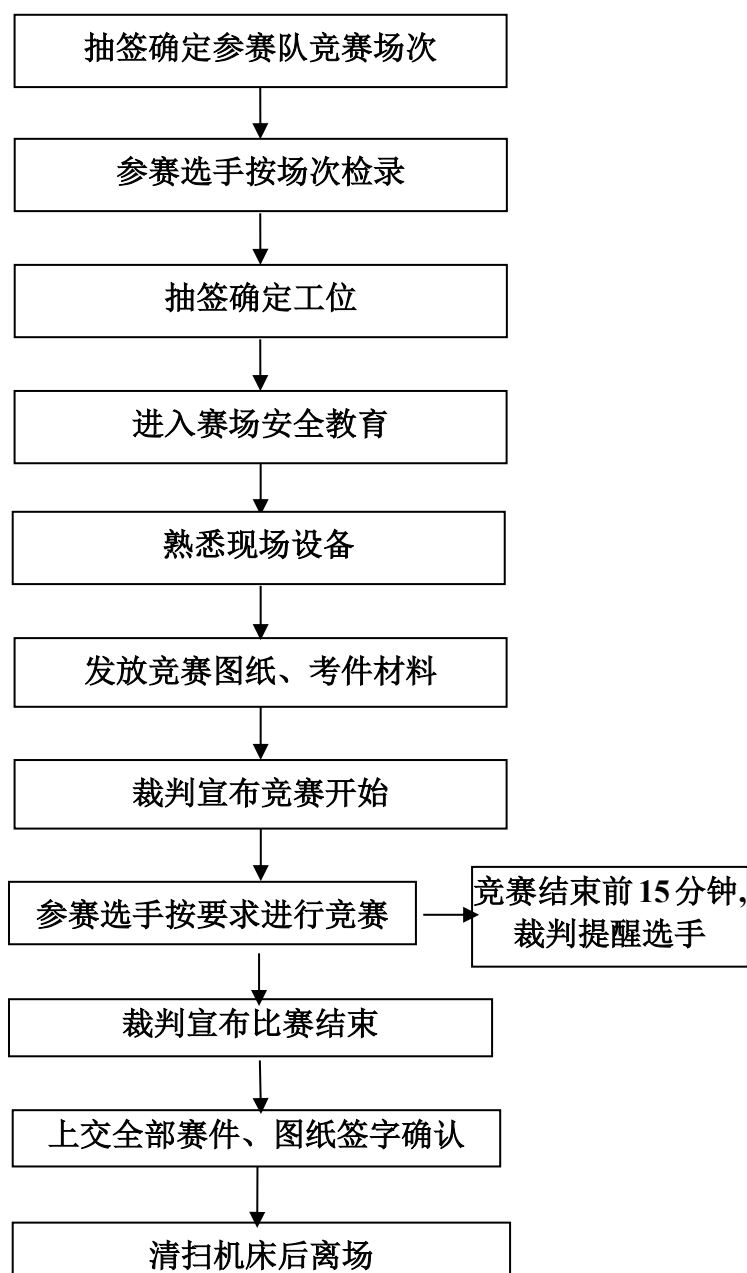 抽签确定参赛队竞赛场次
参赛选手按场次检录
抽签确定工位
进入赛场安全教育
熟悉现场设备
发放竞赛图纸、考件材料
裁判宣布竞赛开始
参赛选手按要求进行竞赛
竞赛结束前15分钟,
裁判提醒选手
裁判宣布比赛结束
上交全部赛件、图纸签字确认
清扫机床后离场